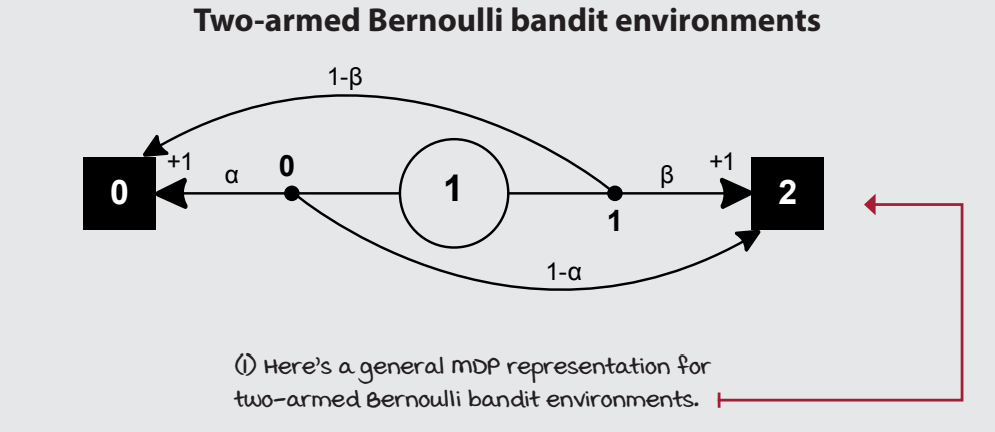 Two-armed Bernoulli bandit environments
1-β
+1
α
0
β
+1
0
1
2
1
1-α
(1) Here's a general MDP representation for
two-armed Bernoulli bandit environments.